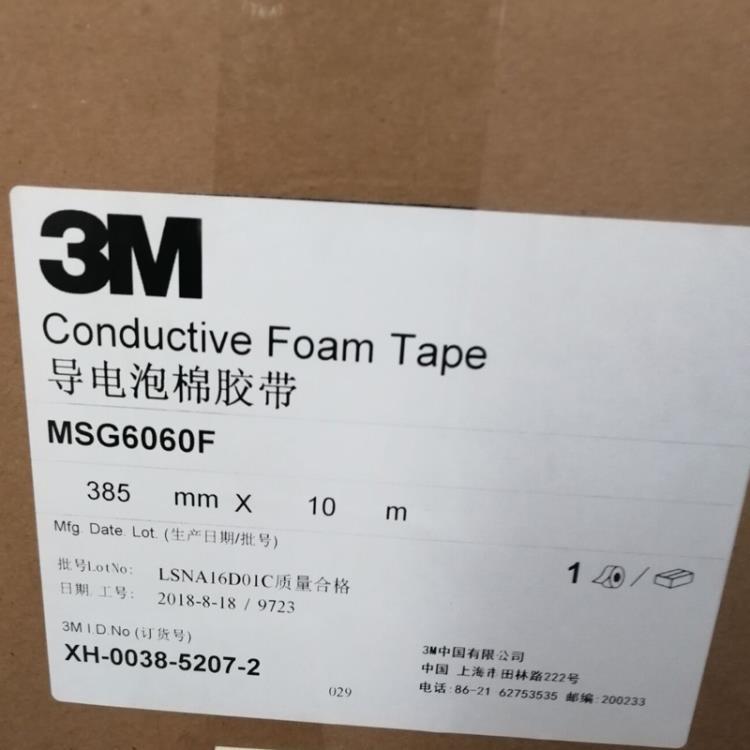 3M
Conductive Foam Tape
导电泡棉胶带
MSG6060F
385 mm X 10 m
Mfg. Date. Lot. (生产日期/批号)
批号LotNo: LSNA16D01C质量合格
日期.工号: 2018-8-18 / 9723
1 /
3M I.D.No (订货号)
XH-0038-5207-2
029
3M中国有限公司
中国 上海市田林路222号
电话:86-21 62753535 邮编:200233